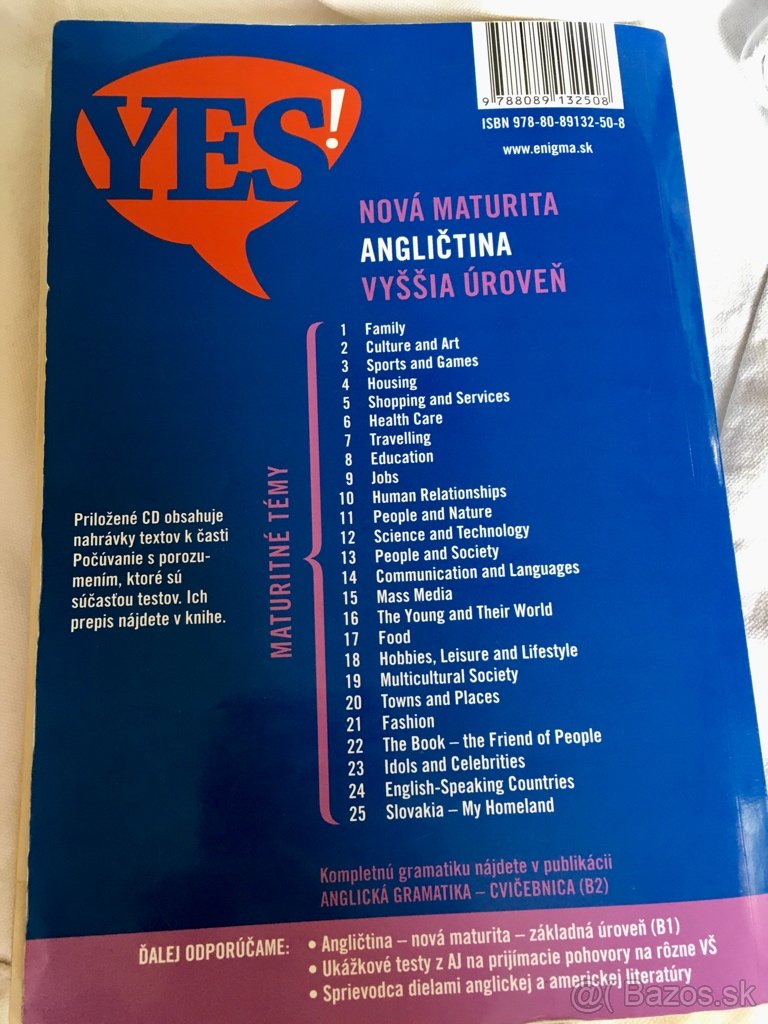 YES!
9 788089 132508
ISBN 978-80-89132-50-8
www.enigma.sk
NOVÁ MATURITA
ANGLIČTINA
VYŠŠIA ÚROVEŇ
MATURITNÉ TÉMY
1 Family
2 Culture and Art
3 Sports and Games
4 Housing
5 Shopping and Services
6 Health Care
7 Travelling
8 Education
9 Jobs
10 Human Relationships
11 People and Nature
12 Science and Technology
13 People and Society
14 Communication and Languages
15 Mass Media
16 The Young and Their World
17 Food
18 Hobbies, Leisure and Lifestyle
19 Multicultural Society
20 Towns and Places
21 Fashion
22 The Book – the Friend of People
23 Idols and Celebrities
24 English-Speaking Countries
25 Slovakia – My Homeland
Priložené CD obsahuje
nahrávky textov k časti
Počúvanie s porozu-
mením, ktoré sú
súčasťou testov. Ich
prepis nájdete v knihe.
Kompletnú gramatiku nájdete v publikácii
ANGLICKÁ GRAMATIKA – CVIČEBNICA (B2)
ĎALEJ ODPORÚČAME:
• Angličtina – nová maturita – základná úroveň (B1)
• Ukážkové testy z AJ na prijímacie pohovory na rôzne VŠ
• Sprievodca dielami anglickej a americkej literatúry
@( Bazos.sk